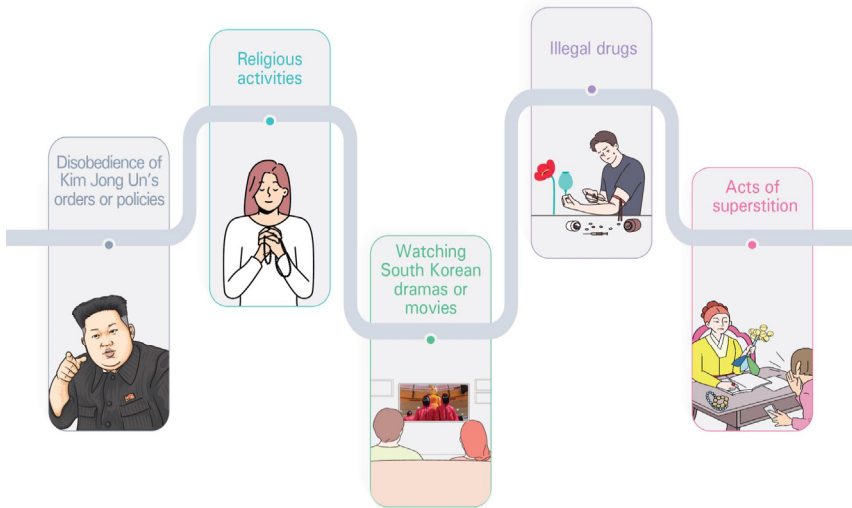 Disobedience of
Kim Jong Un's
orders or policies
Religious
activities
Watching
South Korean
dramas or
movies
Illegal drugs
Acts of
superstition